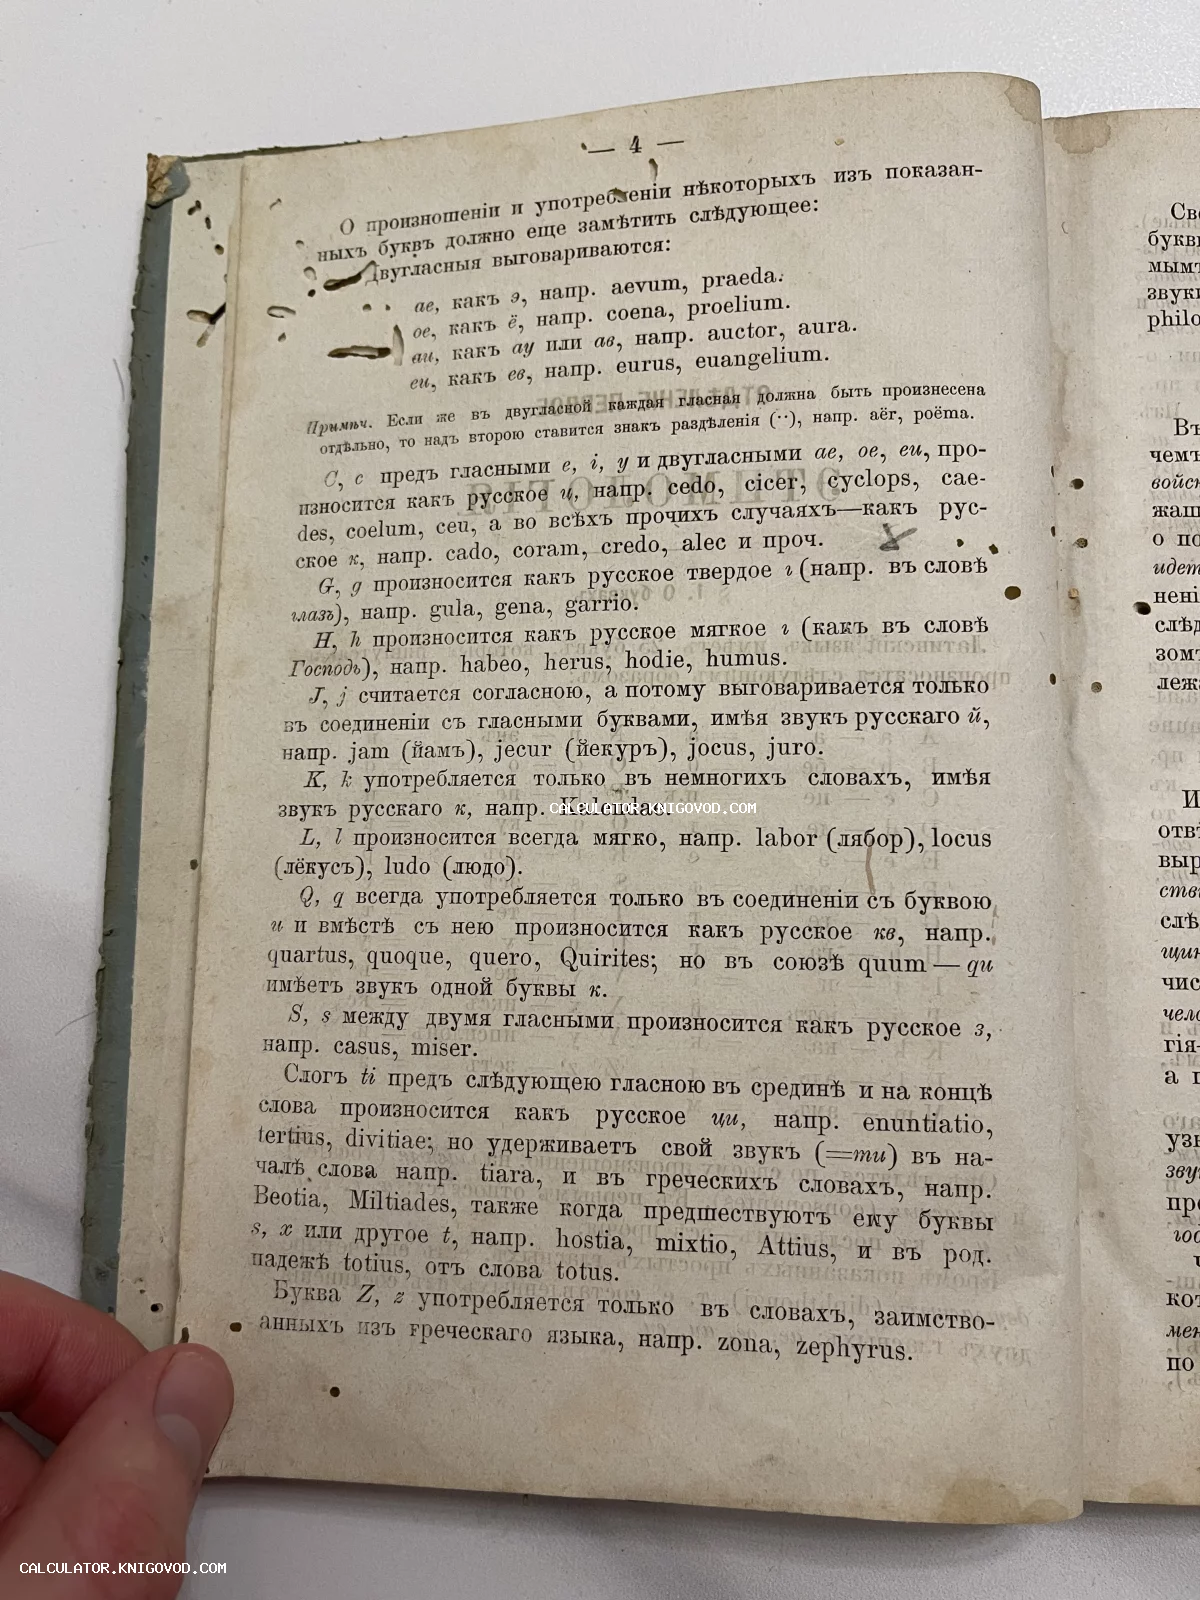 — 4 —
О произношеніи и употребленіи нѣкоторыхъ изъ показан-
ныхъ буквъ должно еще замѣтить слѣдующее:
Двугласныя выговариваются:
ae, какъ э, напр. aevum, praeda.
oe, какъ ё, напр. coena, proelium.
au, какъ ау или ав, напр. auctor, aura.
eu, какъ ев, напр. eurus, euangelium.
Примѣч. Если же въ двугласной каждая гласная должна быть произнесена
отдѣльно, то надъ второю ставится знакъ раздѣленія (··), напр. aёr, poёma.
C, c предъ гласными e, i, y и двугласными ae, oe, eu, про-
износится какъ русское ц, напр. cedo, cicer, cyclops, cae-
des, coelum, ceu, а во всѣхъ прочихъ случаяхъ—какъ рус-
ское к, напр. cado, coram, credo, alec и проч.
G, g произносится какъ русское твердое г (напр. въ словѣ
глазъ), напр. gula, gena, garrio.
H, h произносится какъ русское мягкое г (какъ въ словѣ
Господь), напр. habeo, herus, hodie, humus.
J, j считается согласною, а потому выговаривается только
въ соединеніи съ гласными буквами, имѣя звукъ русскаго й,
напр. jam (йамъ), jecur (йекуръ), jocus, juro.
K, k употребляется только въ немногихъ словахъ, имѣя
звукъ русскаго к, напр. Kalendae.
CALCULATOR.KNIGOVOD.COM
L, l произносится всегда мягко, напр. labor (лябор), locus
(лёкусъ), ludo (людо).
Q, q всегда употребляется только въ соединеніи съ буквою
u и вмѣстѣ съ нею произносится какъ русское кв, напр.
quartus, quoque, quero, Quirites; но въ союзѣ quum — qu
имѣетъ звукъ одной буквы к.
S, s между двумя гласными произносится какъ русское з,
напр. casus, miser.
Слогъ ti предъ слѣдующею гласною въ срединѣ и на концѣ
слова произносится какъ русское ци, напр. enuntiatio,
tertius, divitiae; но удерживаетъ свой звукъ (=ти) въ на-
чалѣ слова напр. tiara, и въ греческихъ словахъ, напр.
Beotia, Miltiades, также когда предшествуютъ ему буквы
s, x или другое t, напр. hostia, mixtio, Attius, и въ род.
падежѣ totius, отъ слова totus.
Буква Z, z употребляется только въ словахъ, заимство-
анныхъ изъ греческаго языка, напр. zona, zephyrus.
CALCULATOR.KNIGOVOD.COM